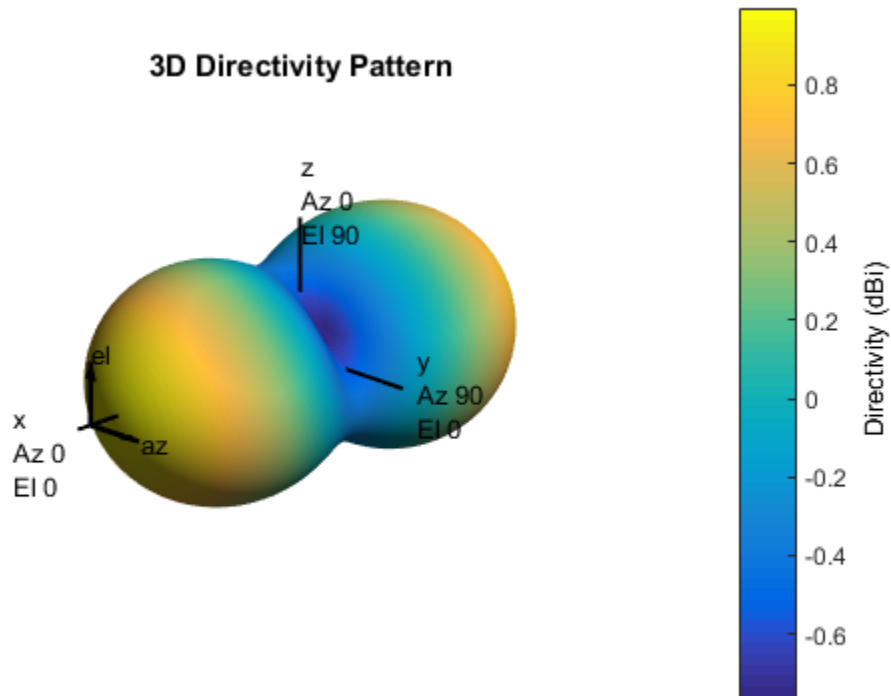 3D Directivity Pattern
z
Az 0
El 90
el
y
Az 90
El 0
x
Az 0
El 0
az
0.8
0.6
0.4
0.2
0
-0.2
-0.4
-0.6
Directivity (dBi)